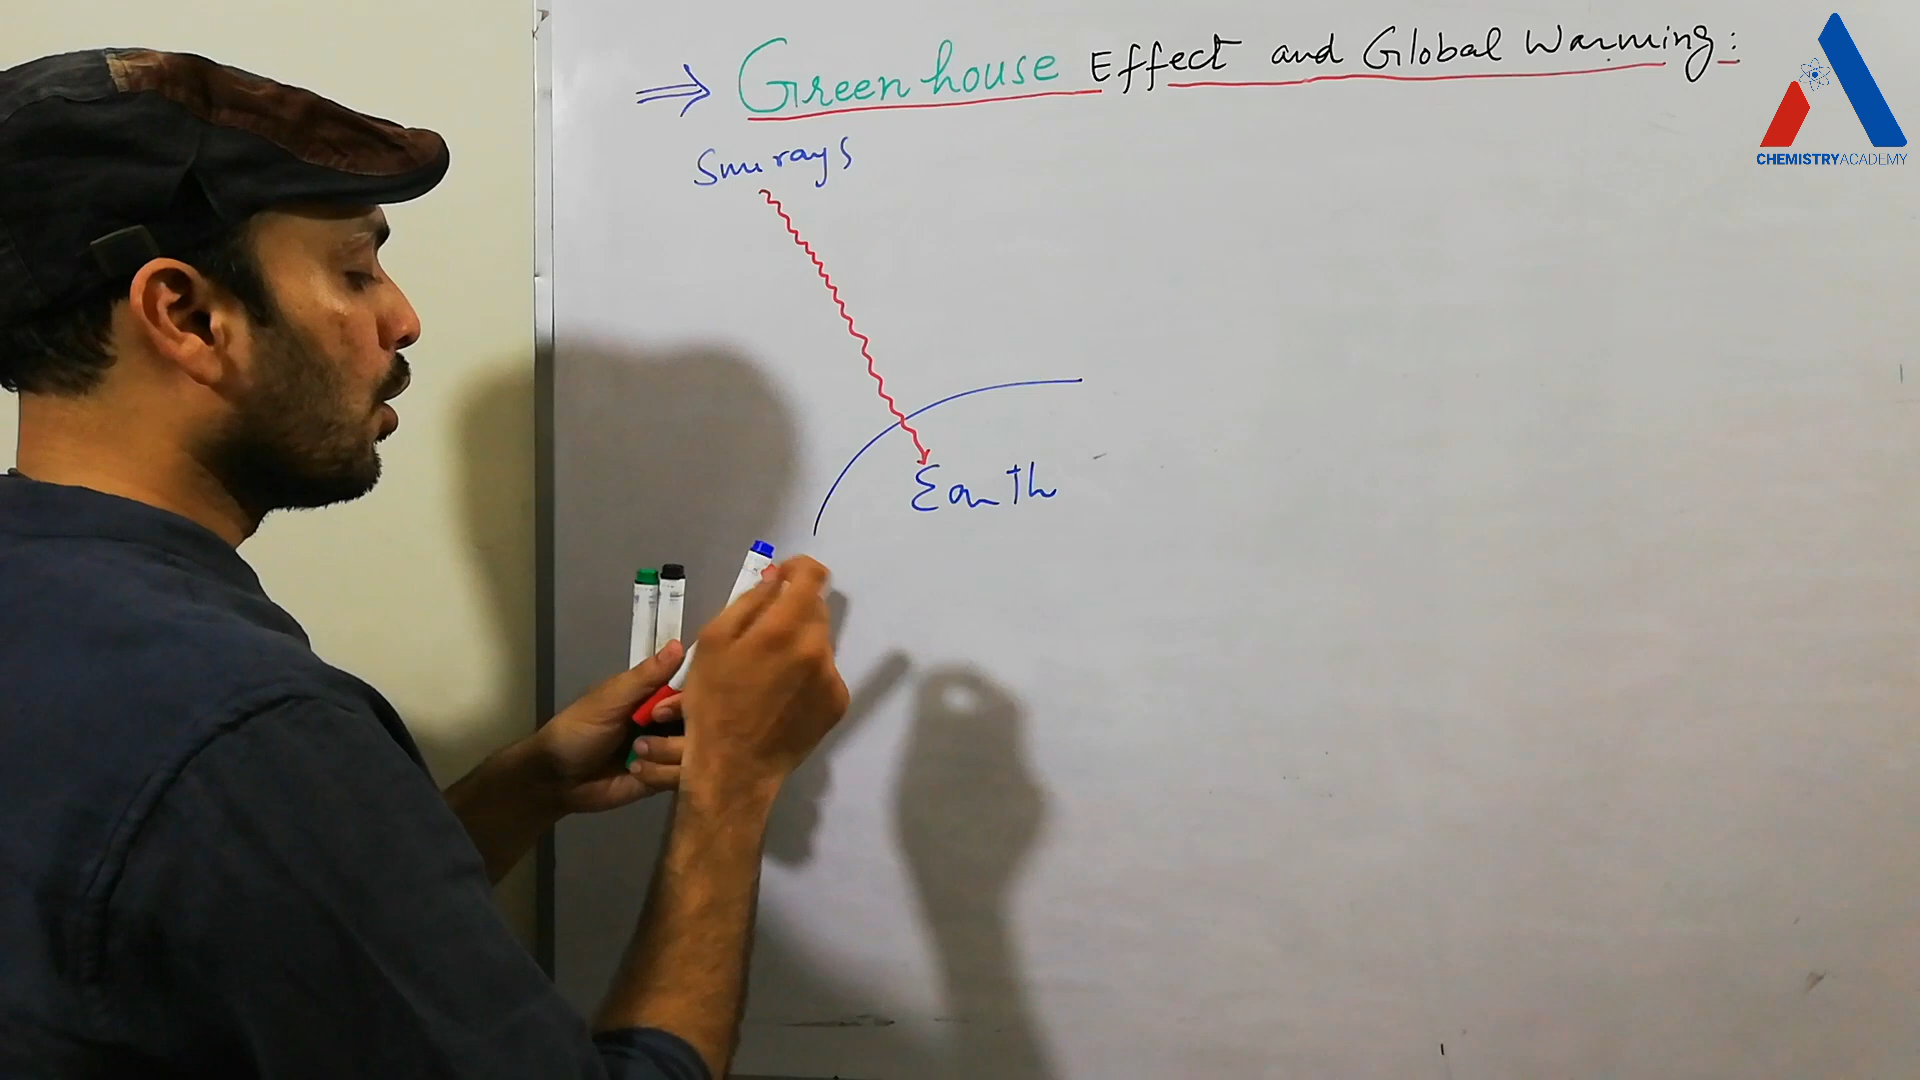 ⇒ Greenhouse Effect and Global Warming:
Sun rays
Earth
CHEMISTRYACADEMY